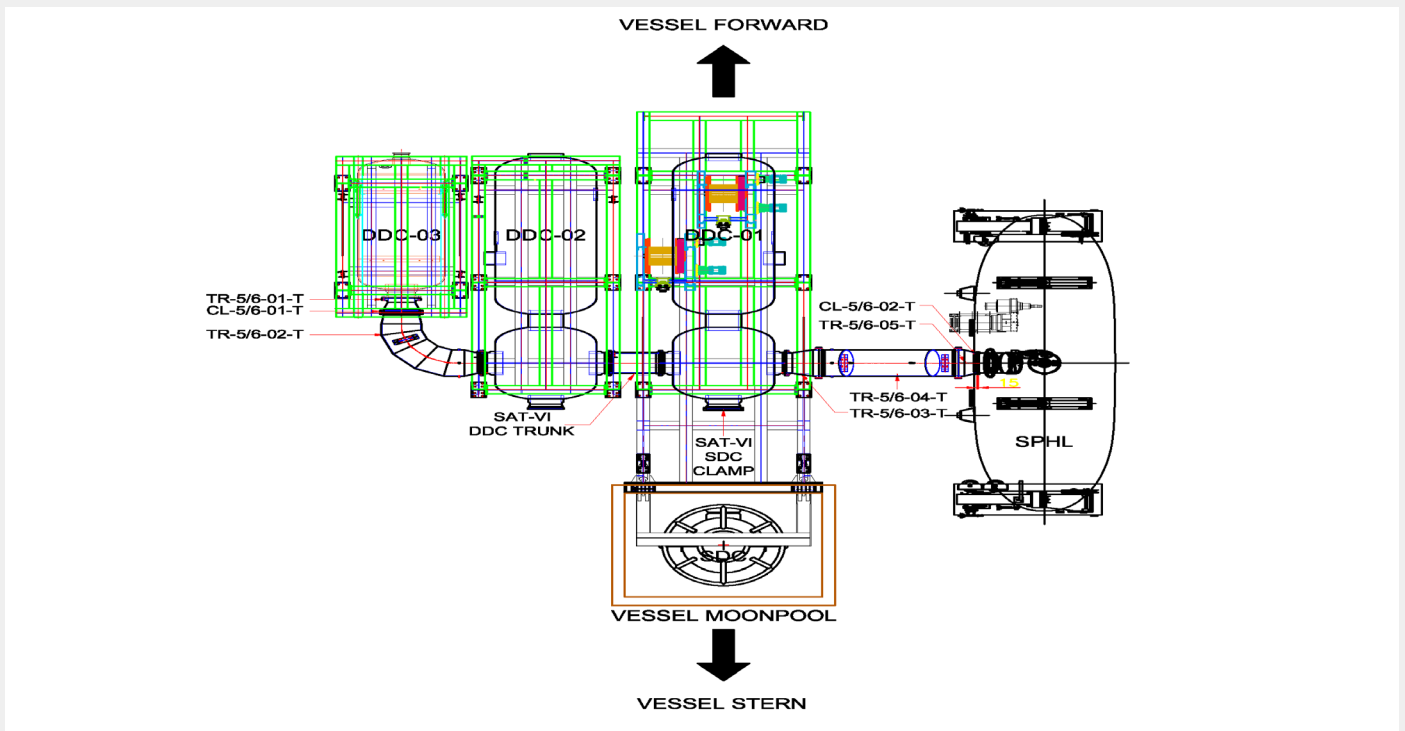 VESSEL FORWARD
DDC-03
DDC-02
DDC-01
TR-5/6-01-T
CL-5/6-01-T
TR-5/6-02-T
CL-5/6-02-T
TR-5/6-05-T
15
TR-5/6-04-T
TR-5/6-03-T
SAT-VI
DDC TRUNK
SAT-VI
SDC
CLAMP
SPHL
SDC
VESSEL MOONPOOL
VESSEL STERN